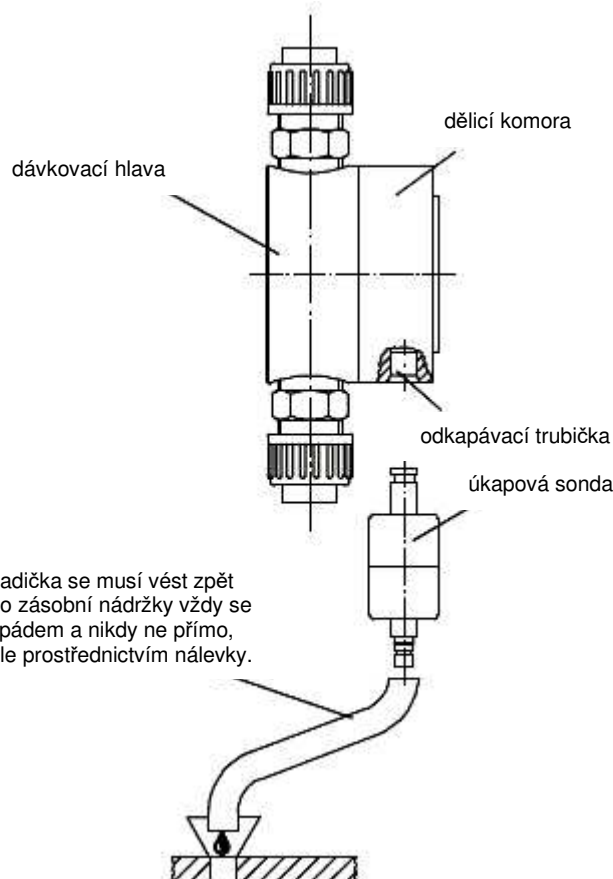 dělicí komora
dávkovací hlava
odkapávací trubička
úkapová sonda
adička se musí vést zpět
o zásobní nádržky vždy se
pádem a nikdy ne přímo,
le prostřednictvím nálevky.